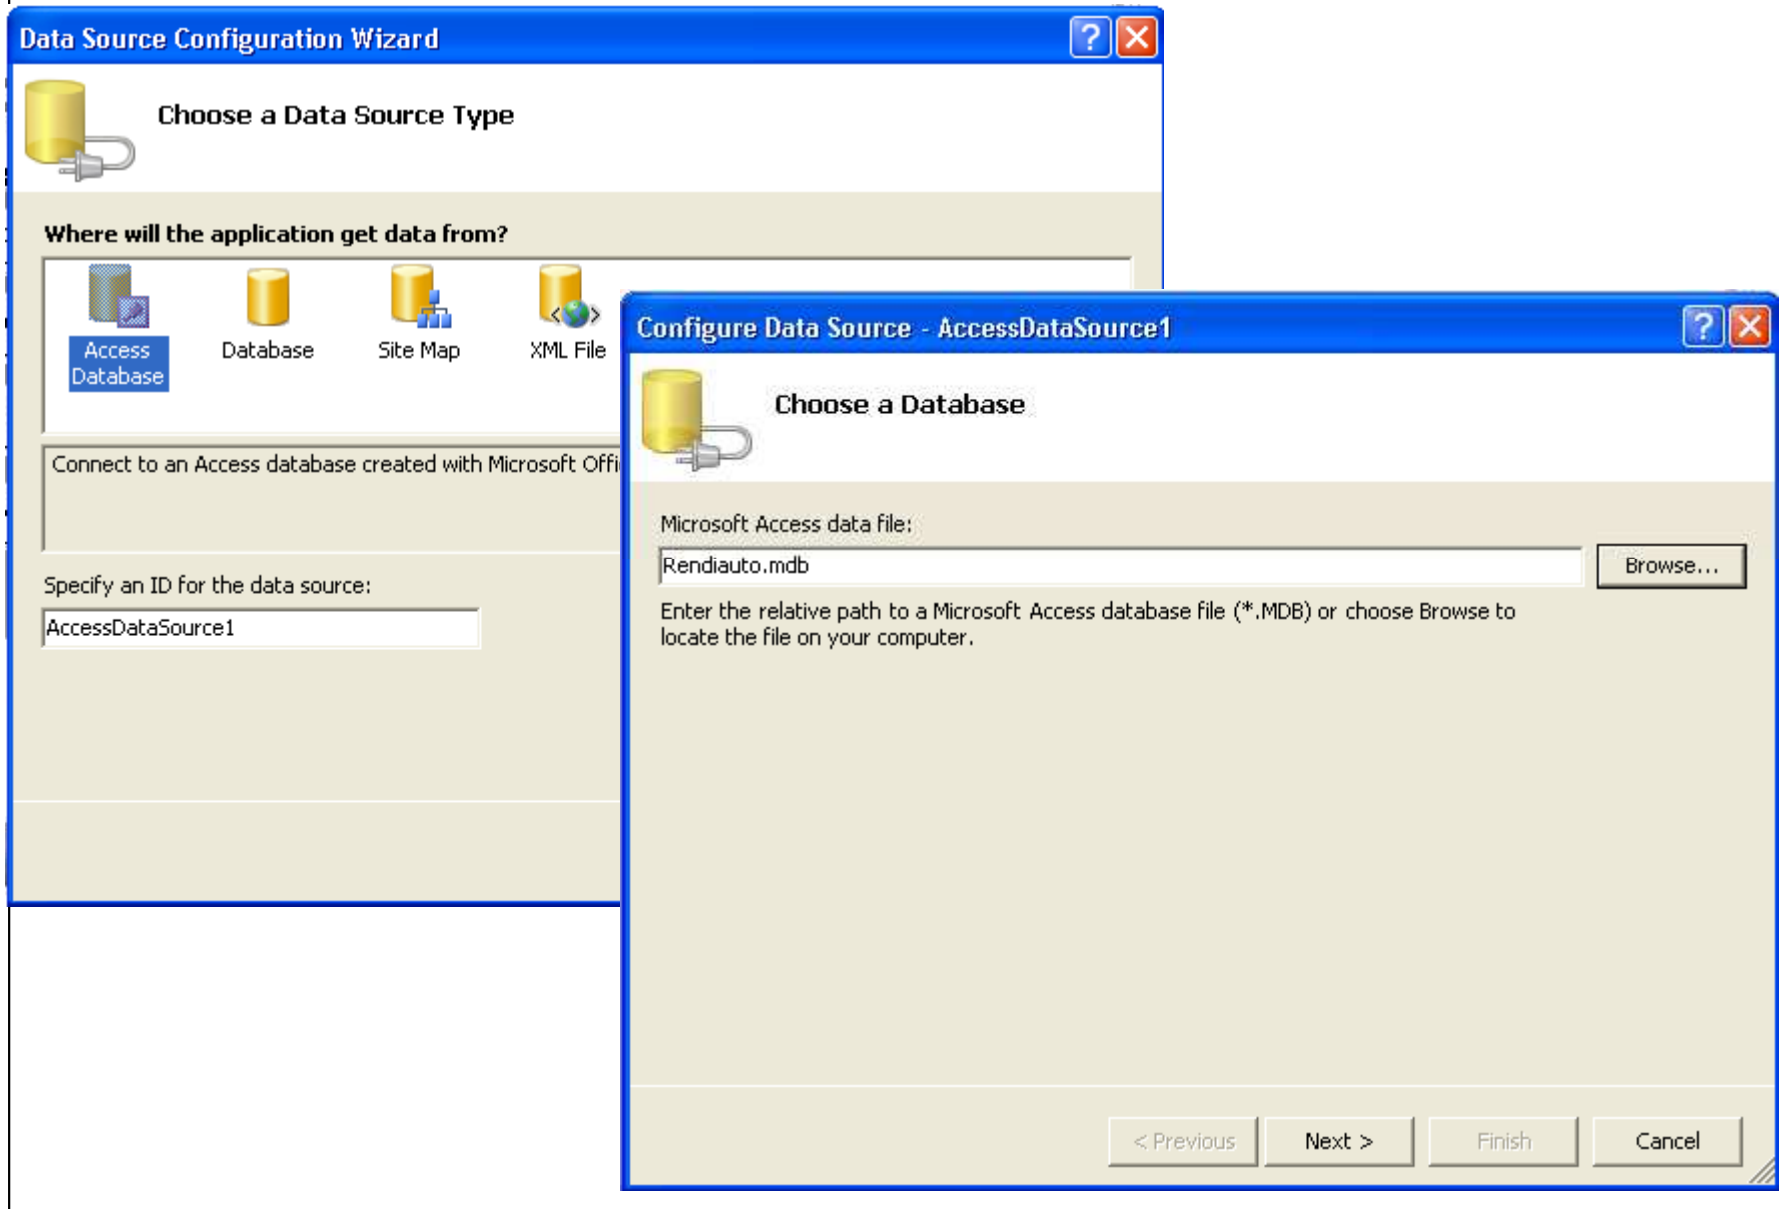 Data Source Configuration Wizard
Choose a Data Source Type
Where will the application get data from?
Access Database
Database
Site Map
XML File
Connect to an Access database created with Microsoft Offi
Specify an ID for the data source:
AccessDataSource1
Configure Data Source - AccessDataSource1
Choose a Database
Microsoft Access data file:
Rendiauto.mdb
Browse...
Enter the relative path to a Microsoft Access database file (*.MDB) or choose Browse to
locate the file on your computer.
< Previous
Next >
Finish
Cancel